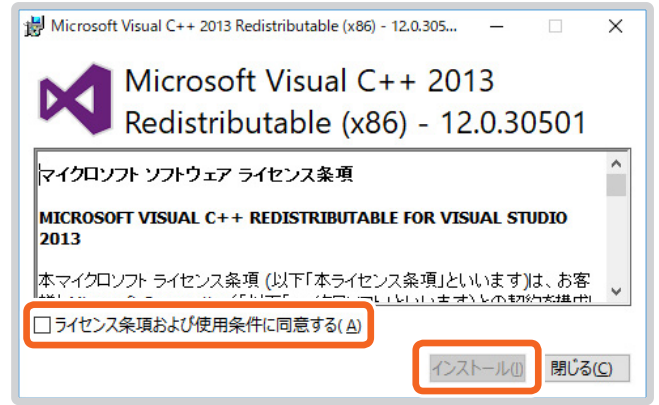 Microsoft Visual C++ 2013 Redistributable (x86) - 12.0.305...
Microsoft Visual C++ 2013
Redistributable (x86) - 12.0.30501
マイクロソフト ソフトウェア ライセンス条項
MICROSOFT VISUAL C++ REDISTRIBUTABLE FOR VISUAL STUDIO
2013
本マイクロソフト ライセンス条項 (以下「本ライセンス条項」といいます)は、お客
ライセンス条項および使用条件に同意する(A)
インストール(I)
閉じる(C)